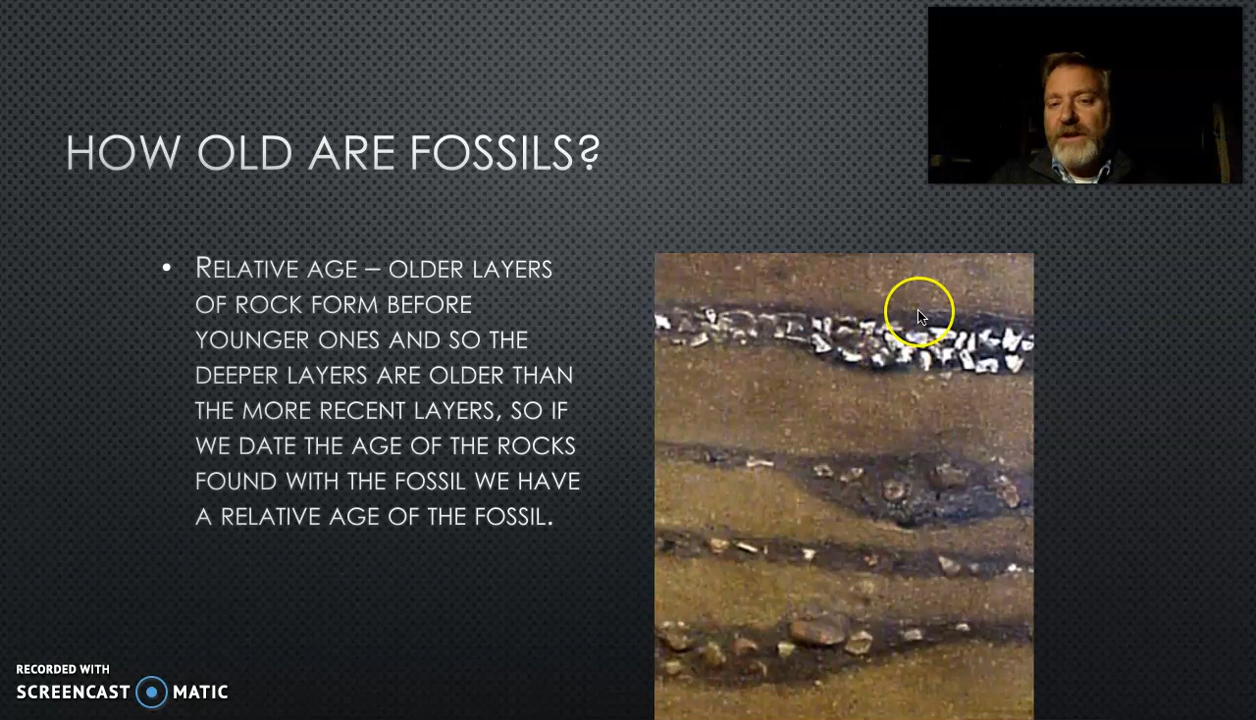 HOW OLD ARE FOSSILS?
• RELATIVE AGE – OLDER LAYERS
OF ROCK FORM BEFORE
YOUNGER ONES AND SO THE
DEEPER LAYERS ARE OLDER THAN
THE MORE RECENT LAYERS, SO IF
WE DATE THE AGE OF THE ROCKS
FOUND WITH THE FOSSIL WE HAVE
A RELATIVE AGE OF THE FOSSIL.
RECORDED WITH
SCREENCAST MATIC